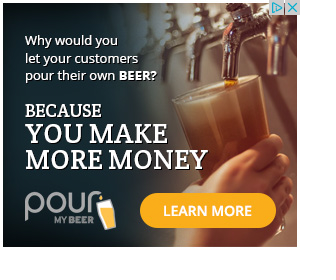 Why would you
let your customers
pour their own BEER?
BECAUSE
YOU MAKE
MORE MONEY
pour
MY BEER
LEARN MORE